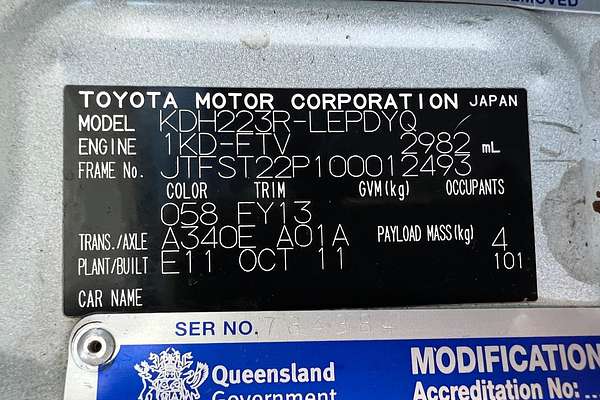 REMOVED
TOYOTA MOTOR CORPORATION JAPAN
MODEL KDH223R-LEPDYQ
ENGINE 1KD-FTV 2982 mL
FRAME No. JTFST22P100012493
COLOR TRIM GVM(kg) OCCUPANTS
058 FY13
TRANS./AXLE A340E A01A PAYLOAD MASS(kg) 4
PLANT/BUILT E11 OCT 11 101
CAR NAME
SER NO.
Queensland MODIFICATION
Government Accreditation No: